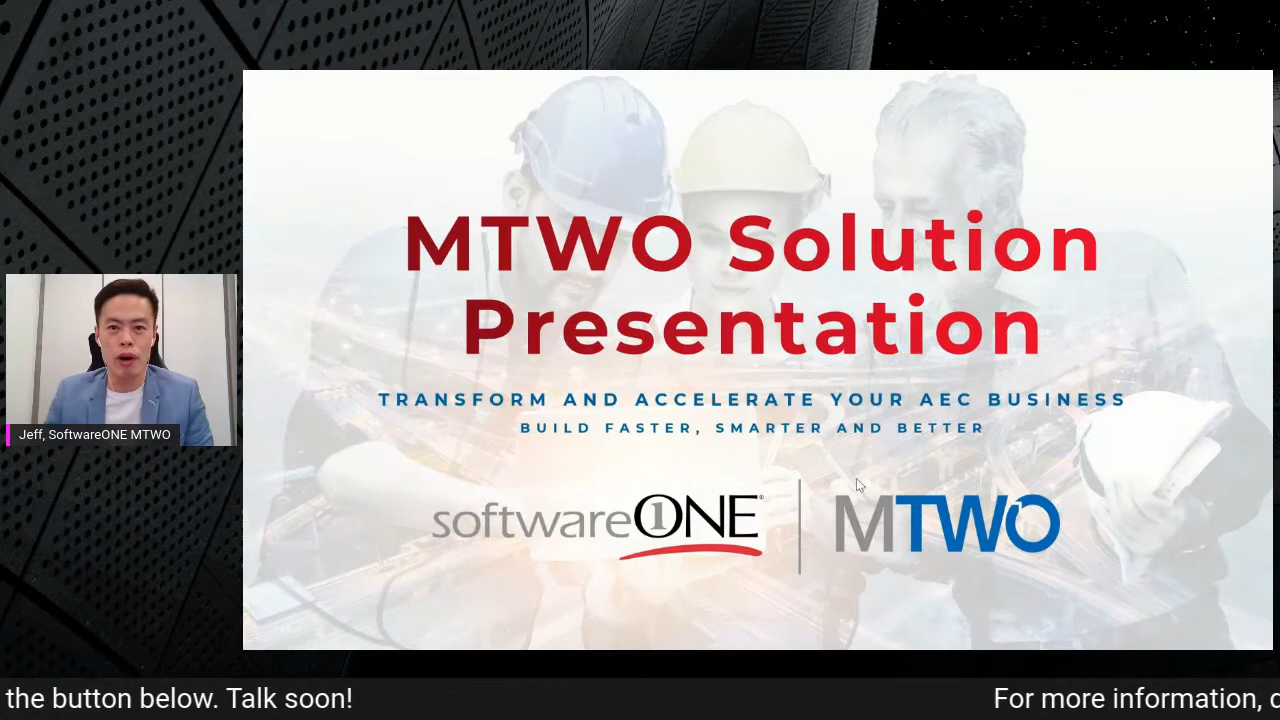 MTWO Solution
Presentation
TRANSFORM AND ACCELERATE YOUR AEC BUSINESS
BUILD FASTER, SMARTER AND BETTER
softwareONE®
MTWO
Jeff, SoftwareONE MTWO
the button below. Talk soon!
For more information,